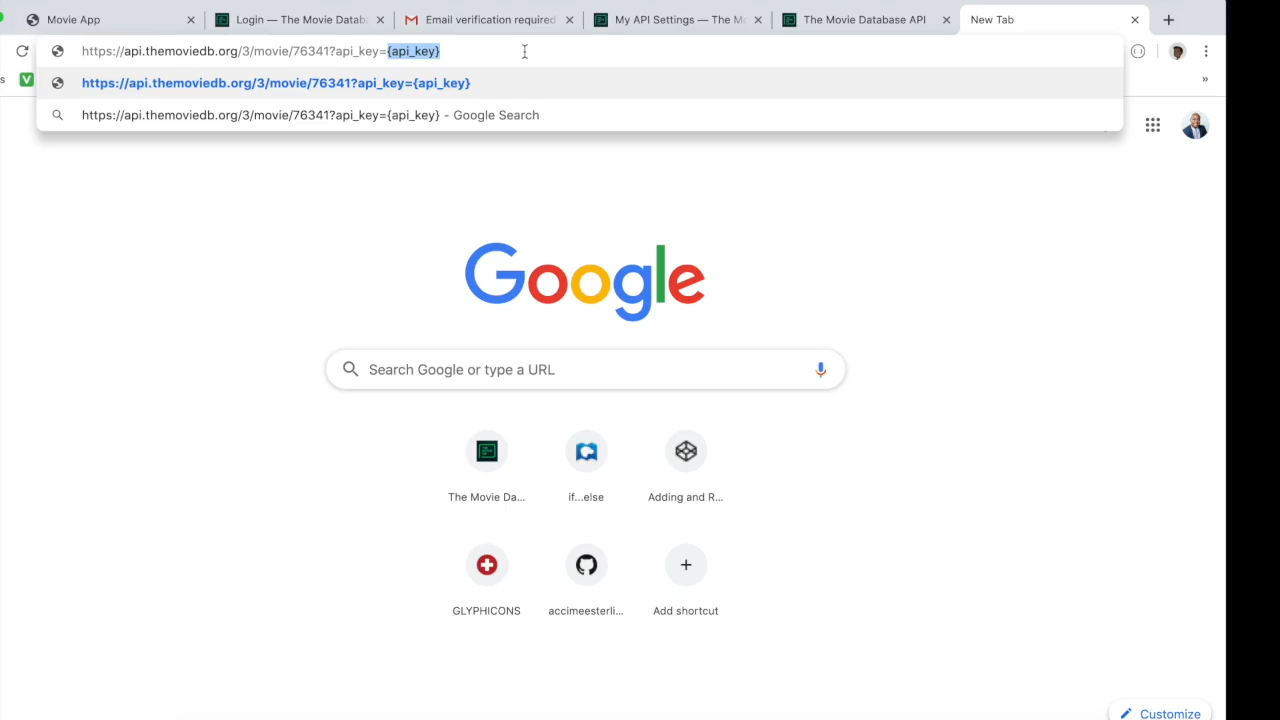 Movie App
Login — The Movie Datab
Email verification required
My API Settings — The M
The Movie Database API
New Tab
https://api.themoviedb.org/3/movie/76341?api_key={api_key}
s
https://api.themoviedb.org/3/movie/76341?api_key={api_key}
»
https://api.themoviedb.org/3/movie/76341?api_key={api_key} - Google Search
Google
Search Google or type a URL
The Movie Da...
if...else
Adding and R...
GLYPHICONS
accimeesterli...
Add shortcut
Customize